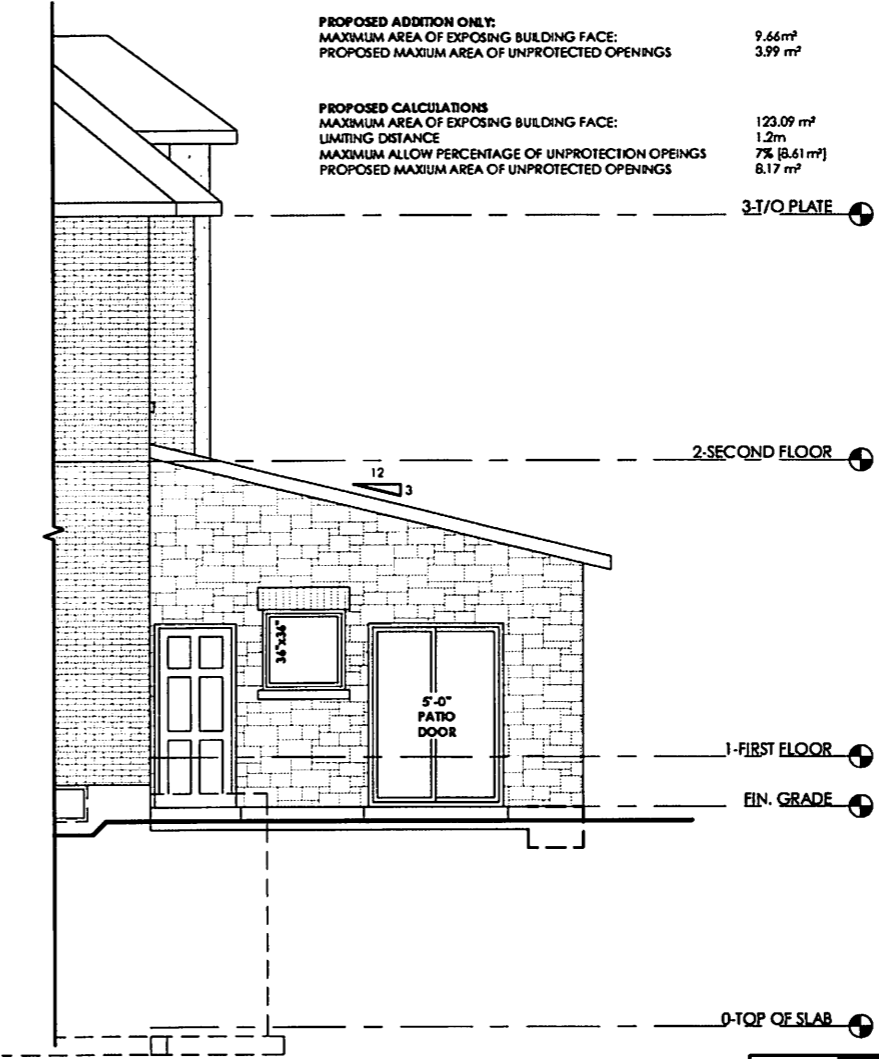 PROPOSED ADDITION ONLY:
MAXIMUM AREA OF EXPOSING BUILDING FACE: 9.66m²
PROPOSED MAXIUM AREA OF UNPROTECTED OPENINGS 3.99 m²
PROPOSED CALCULATIONS
MAXIMUM AREA OF EXPOSING BUILDING FACE: 123.09 m²
LIMITING DISTANCE 1.2m
MAXIMUM ALLOW PERCENTAGE OF UNPROTECTION OPEINGS 7% (8.61m²)
PROPOSED MAXIUM AREA OF UNPROTECTED OPENINGS 8.17 m²
3-T/O PLATE
2-SECOND FLOOR
12
3
36"x36"
5'-0"
PATIO
DOOR
1-FIRST FLOOR
FIN. GRADE
0-TOP OF SLAB